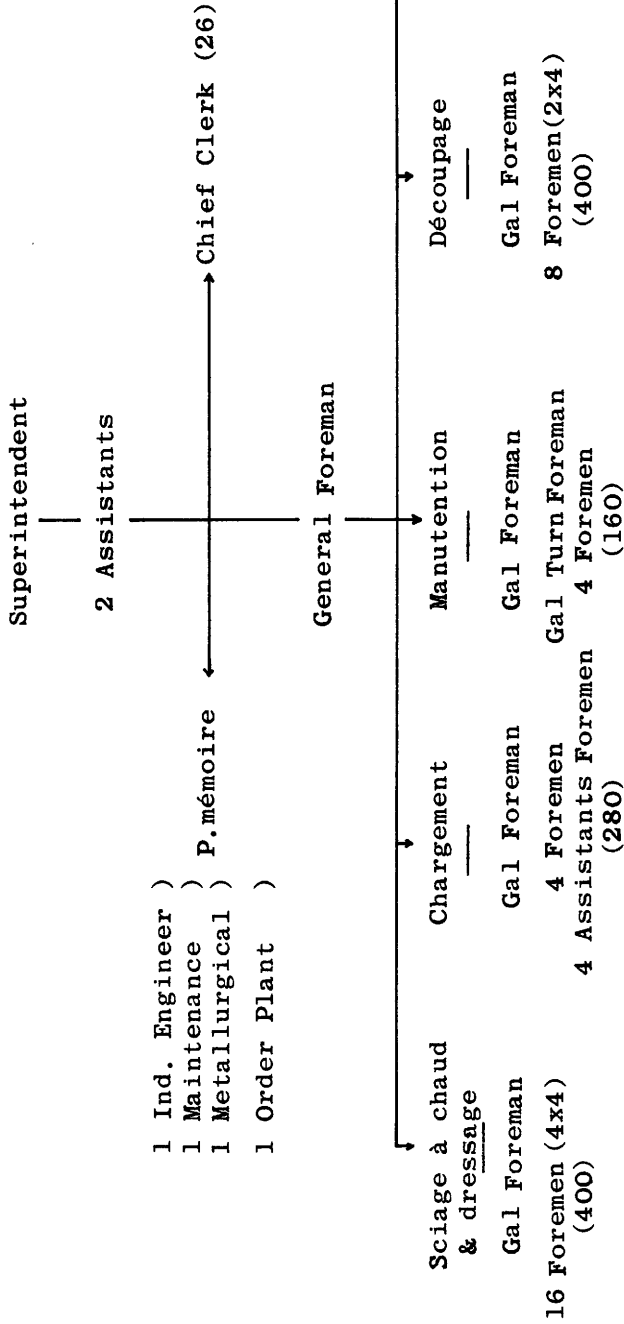 Superintendent
2 Assistants
1 Ind. Engineer )
1 Maintenance )
1 Metallurgical )
1 Order Plant )
P.mémoire
Chief Clerk (26)
General Foreman
Sciage à chaud
& dressage
Gal Foreman
16 Foremen (4x4)
(400)
Chargement
Gal Foreman
4 Foremen
4 Assistants Foremen
(280)
Manutention
Gal Foreman
Gal Turn Foreman
4 Foremen
(160)
Découpage
Gal Foreman
8 Foremen(2x4)
(400)